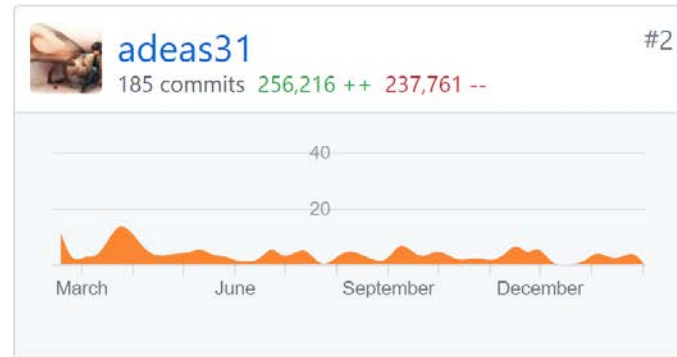 adeas31
#2
185 commits 256,216 ++ 237,761 --
40
20
March June September December